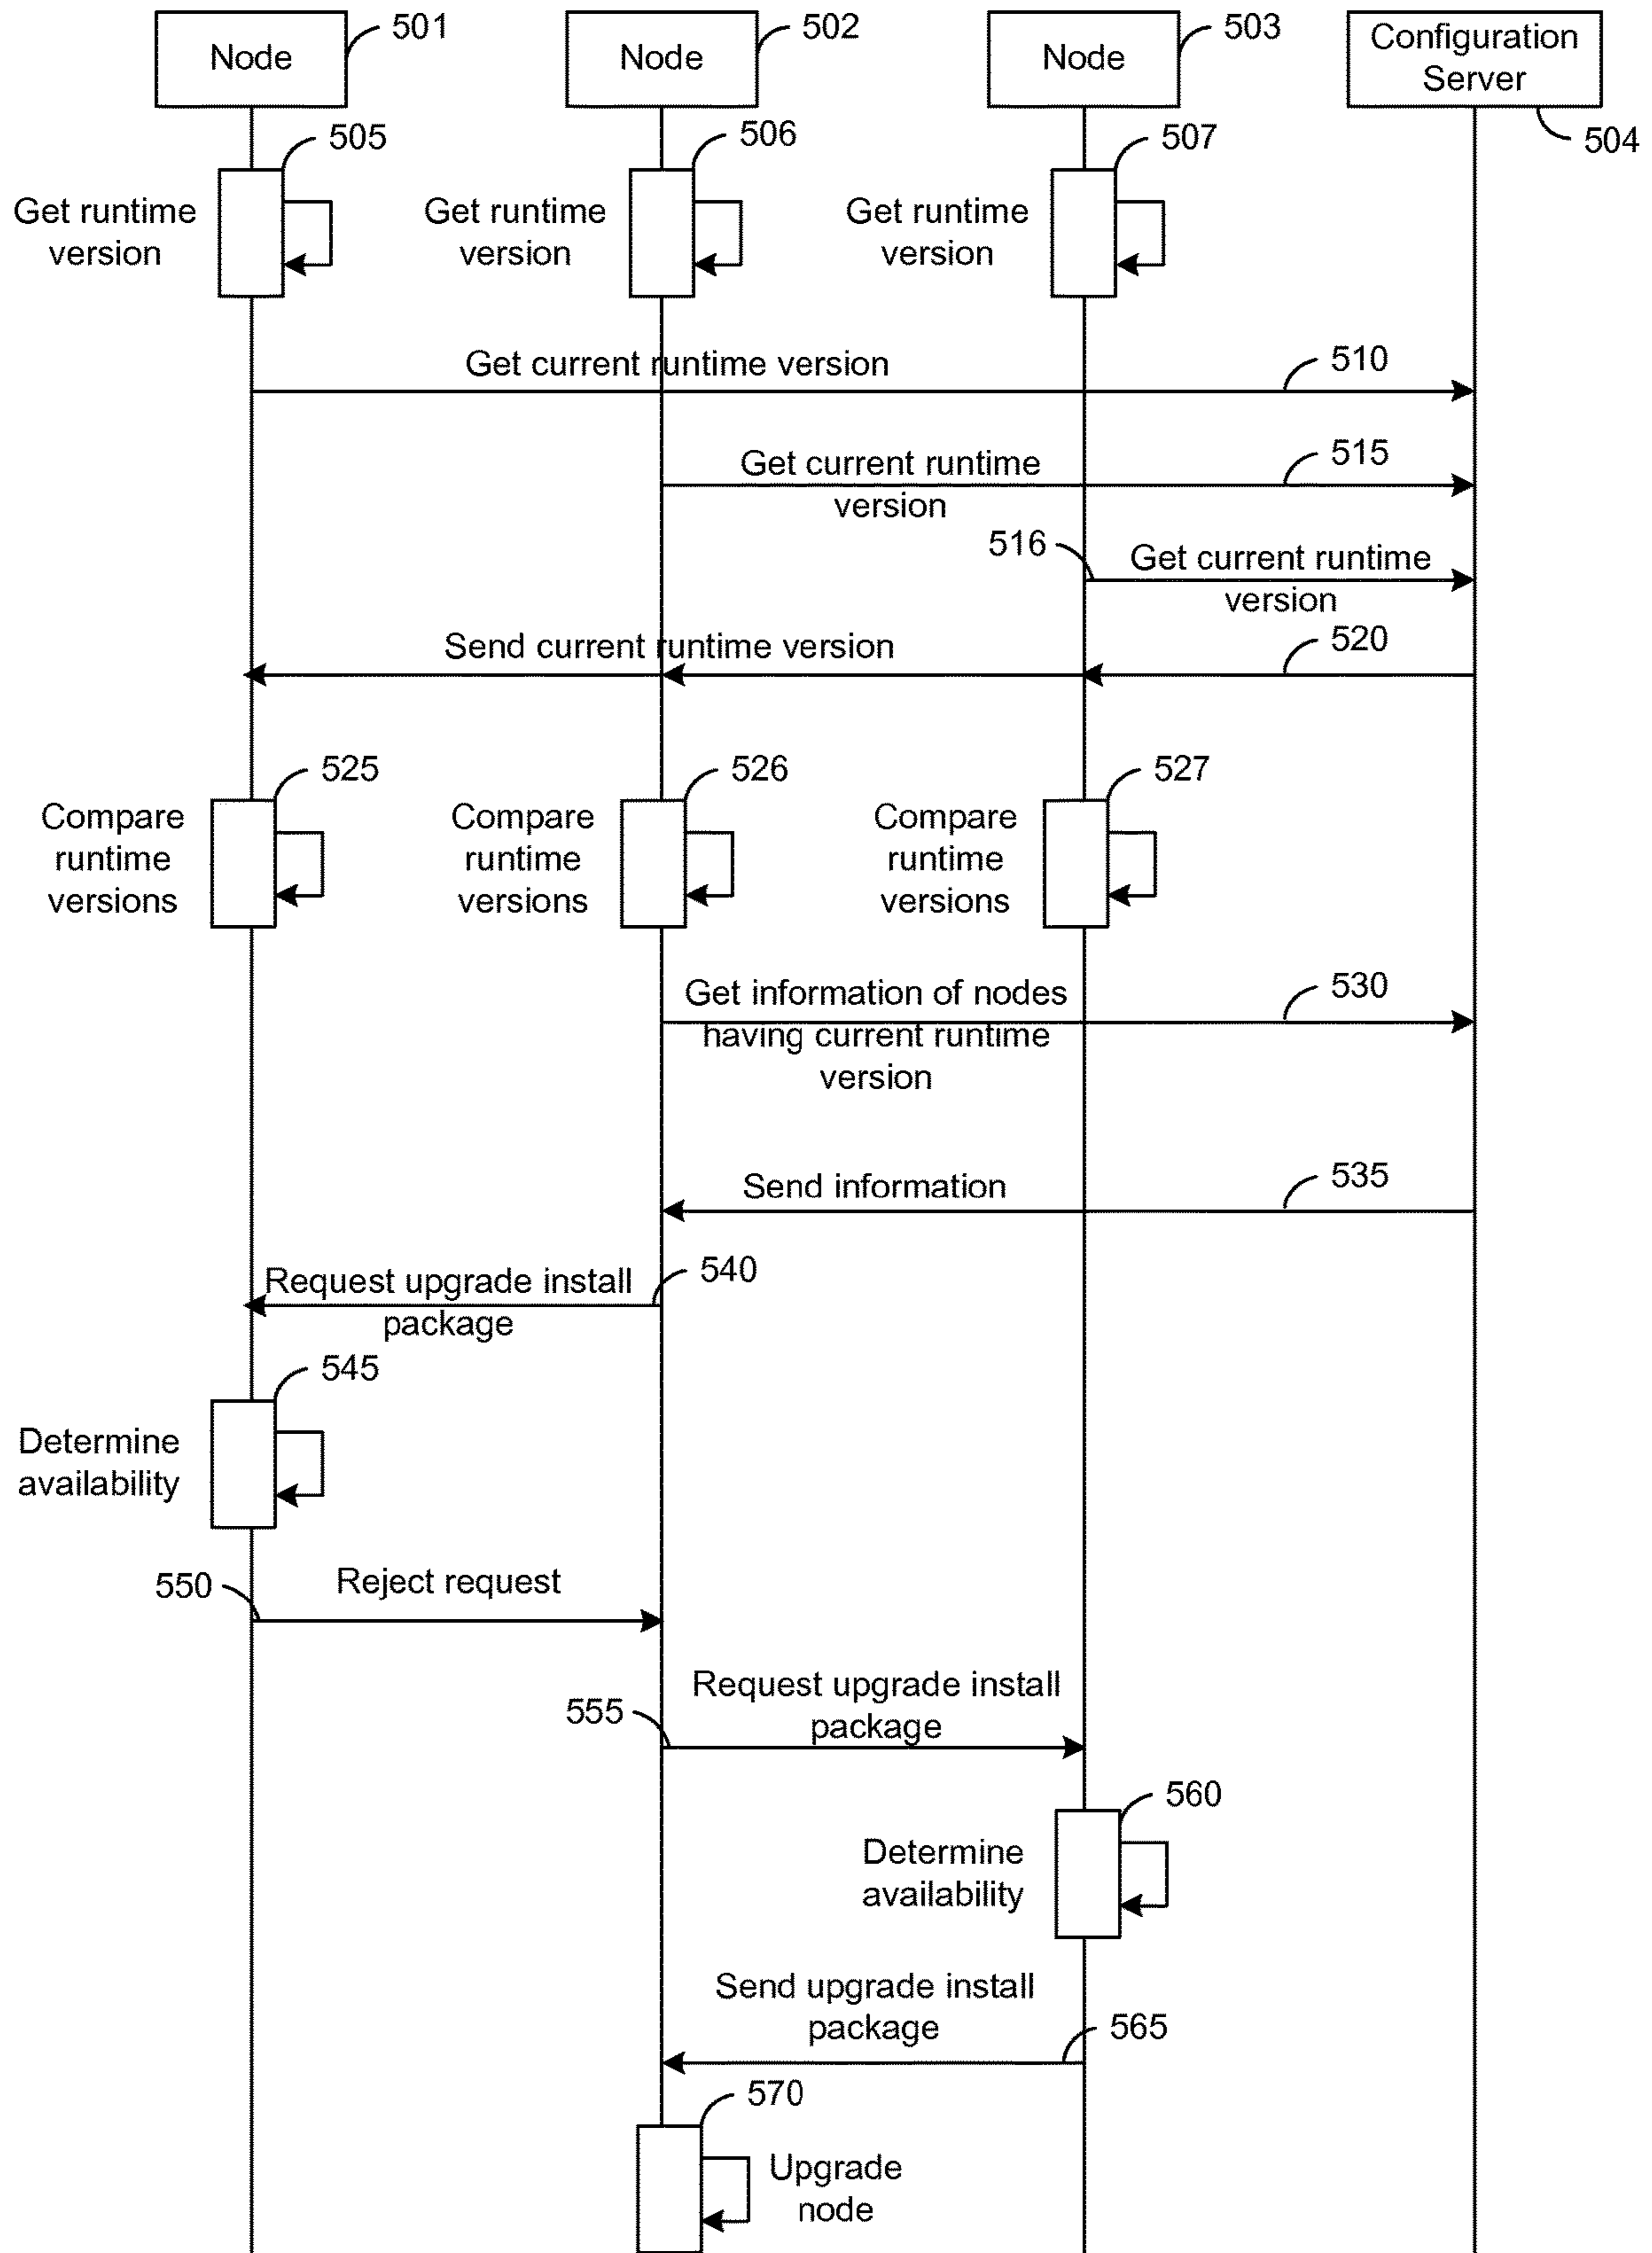 Node
501
Node
502
Node
503
Configuration
Server
504
505
506
507
Get runtime
version
Get runtime
version
Get runtime
version
Get current runtime version
510
Get current runtime
version
515
516
Get current runtime
version
Send current runtime version
520
525
526
527
Compare
runtime
versions
Compare
runtime
versions
Compare
runtime
versions
Get information of nodes
having current runtime
version
530
Send information
535
Request upgrade install
package
540
545
Determine
availability
550
Reject request
Request upgrade install
package
555
560
Determine
availability
Send upgrade install
package
565
570
Upgrade
node